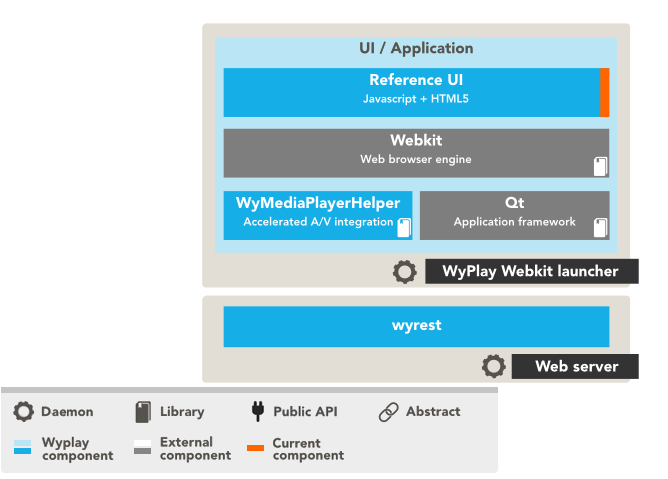 UI / Application
Reference UI
Javascript + HTML5
Webkit
Web browser engine
WyMediaPlayerHelper
Accelerated A/V integration
Qt
Application framework
WyPlay Webkit launcher
wyrest
Web server
Daemon
Library
Public API
Abstract
Wyplay
component
External
component
Current
component